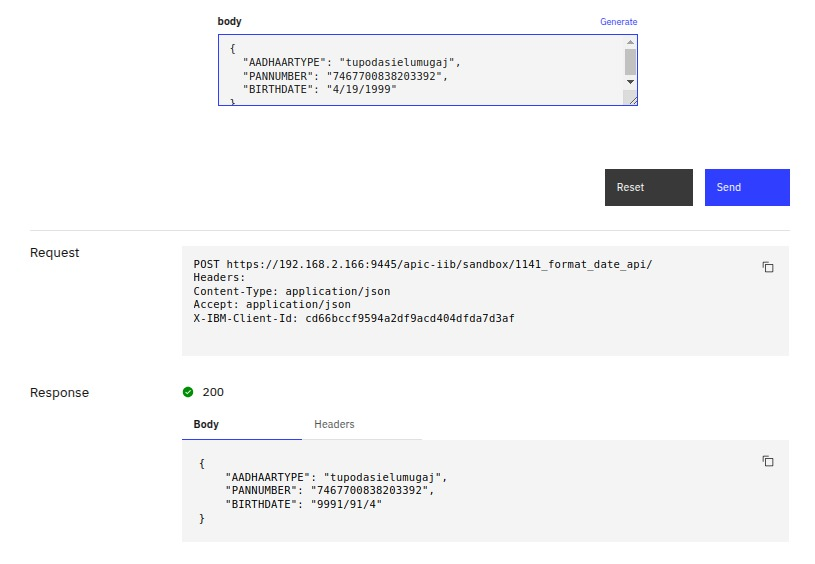 body Generate
{
"AADHAARTYPE": "tupodasielumugaj",
"PANNUMBER": "7467700838203392",
"BIRTHDATE": "4/19/1999"
}
Reset Send
Request
POST https://192.168.2.166:9445/apic-iib/sandbox/1141_format_date_api/
Headers:
Content-Type: application/json
Accept: application/json
X-IBM-Client-Id: cd66bccf9594a2df9acd404dfda7d3af
Response 200
Body Headers
{
"AADHAARTYPE": "tupodasielumugaj",
"PANNUMBER": "7467700838203392",
"BIRTHDATE": "9991/91/4"
}